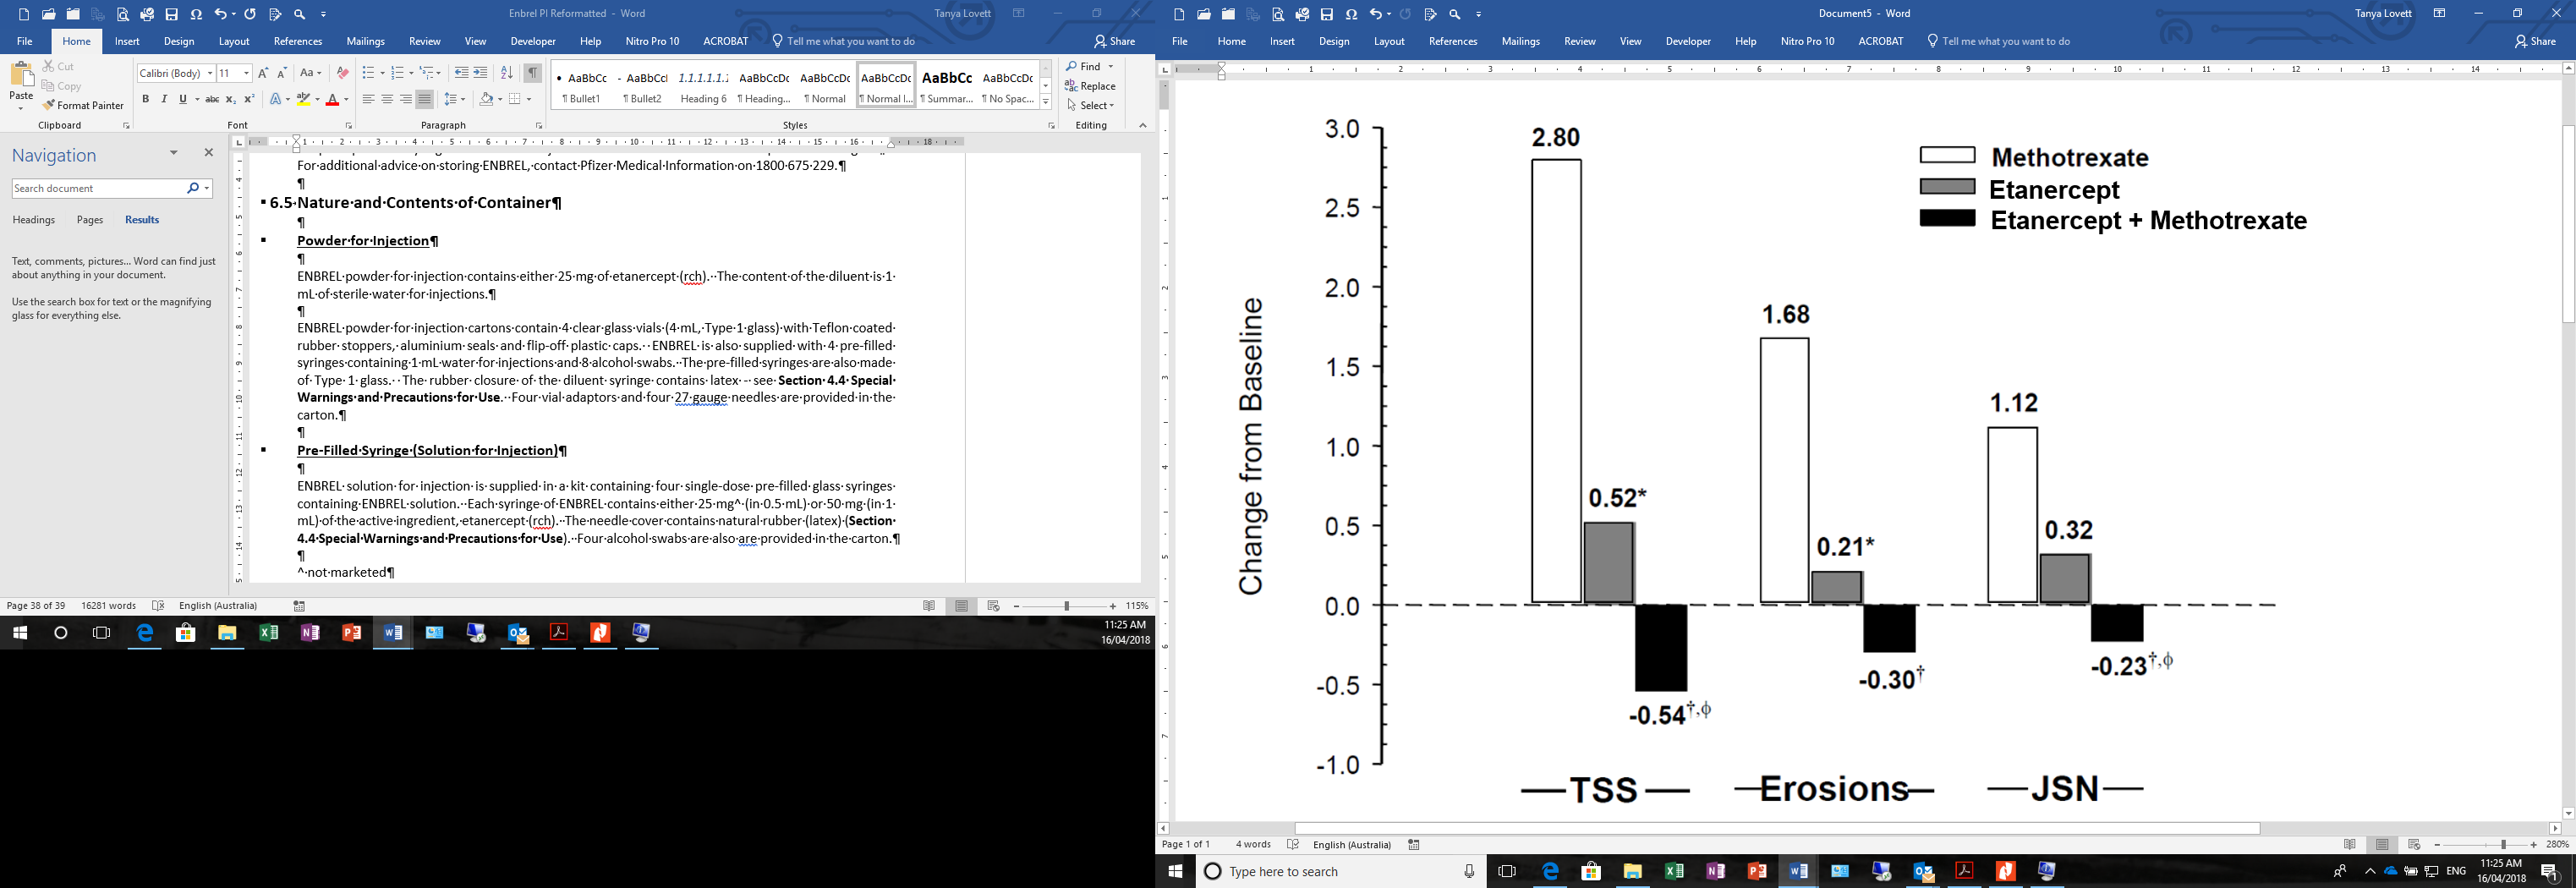 Enbrel PI Reformatted - Word
Tanya Lovett
File Home Insert Design Layout References Mailings Review View Developer Help Nitro Pro 10 ACROBAT Tell me what you want to do Share
Paste
Cut
Copy
Format Painter
Clipboard
Calibri (Body) 11
Font
Paragraph
AaBbCc AaBbCcI 1.1.1.1.1.1 AaBbCcDc AaBbCcDc AaBbCcDc AaBbCc AaBbCcDc
¶ Bullet1 ¶ Bullet2 Heading 6 ¶ Heading... ¶ Normal ¶ Normal I... ¶ Summar... ¶ No Spac...
Styles
Find
Replace
Select
Editing
Navigation
Search document
Headings Pages Results
Text, comments, pictures... Word can find just
about anything in your document.
Use the search box for text or the magnifying
glass for everything else.
For additional advice on storing ENBREL, contact Pfizer Medical Information on 1800 675 229.¶
¶
6.5 Nature and Contents of Container¶
¶
Powder for Injection¶
¶
ENBREL powder for injection contains either 25 mg of etanercept (rch). The content of the diluent is 1
mL of sterile water for injections.¶
¶
ENBREL powder for injection cartons contain 4 clear glass vials (4 mL, Type 1 glass) with Teflon coated
rubber stoppers, aluminium seals and flip-off plastic caps. ENBREL is also supplied with 4 pre-filled
syringes containing 1 mL water for injections and 8 alcohol swabs. The pre-filled syringes are also made
of Type 1 glass. The rubber closure of the diluent syringe contains latex - see Section 4.4 Special
Warnings and Precautions for Use. Four vial adaptors and four 27 gauge needles are provided in the
carton.¶
¶
Pre-Filled Syringe (Solution for Injection)¶
¶
ENBREL solution for injection is supplied in a kit containing four single-dose pre-filled glass syringes
containing ENBREL solution. Each syringe of ENBREL contains either 25 mg^ (in 0.5 mL) or 50 mg (in 1
mL) of the active ingredient, etanercept (rch). The needle cover contains natural rubber (latex) (Section
4.4 Special Warnings and Precautions for Use). Four alcohol swabs are also are provided in the carton.¶
¶
^ not marketed¶
Page 38 of 39 16281 words English (Australia) 115%
11:25 AM
16/04/2018
Document5 - Word
Tanya Lovett
File Home Insert Design Layout References Mailings Review View Developer Help Nitro Pro 10 ACROBAT Tell me what you want to do Share
Methotrexate
Etanercept
Etanercept + Methotrexate
Change from Baseline
3.0
2.5
2.0
1.5
1.0
0.5
0.0
-0.5
-1.0
2.80
0.52*
-0.54†,ϕ
1.68
0.21*
-0.30†
1.12
0.32
-0.23†,ϕ
TSS Erosions JSN
Page 1 of 1 4 words English (Australia) 280%
Type here to search
ENG
11:25 AM
16/04/2018